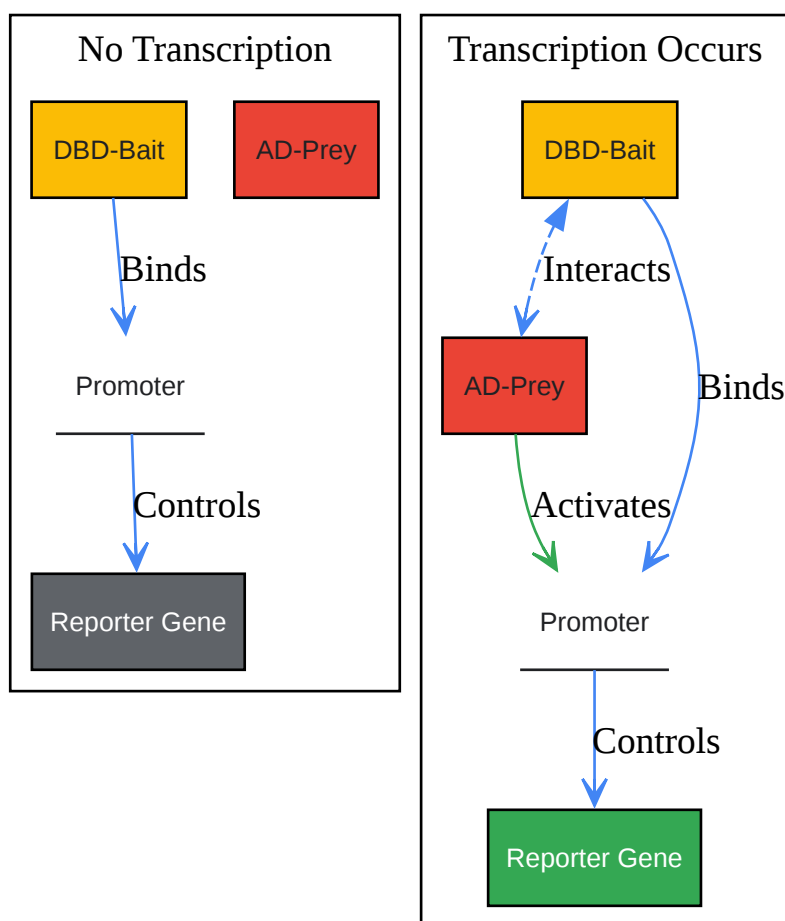 No Transcription
DBD-Bait
AD-Prey
Binds
Promoter
Controls
Reporter Gene
Transcription Occurs
DBD-Bait
Interacts
AD-Prey
Binds
Activates
Promoter
Controls
Reporter Gene